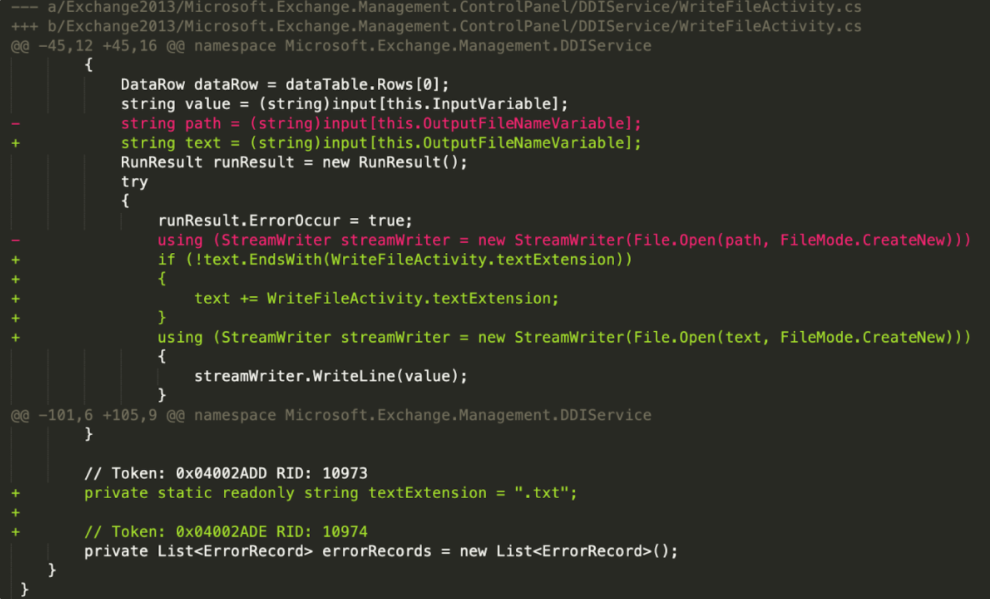 --- a/Exchange2013/Microsoft.Exchange.Management.ControlPanel/DDIService/WriteFileActivity.cs
+++ b/Exchange2013/Microsoft.Exchange.Management.ControlPanel/DDIService/WriteFileActivity.cs
@@ -45,12 +45,16 @@ namespace Microsoft.Exchange.Management.DDIService
        {
            DataRow dataRow = dataTable.Rows[0];
            string value = (string)input[this.InputVariable];
-           string path = (string)input[this.OutputFileNameVariable];
+           string text = (string)input[this.OutputFileNameVariable];
            RunResult runResult = new RunResult();
            try
            {
                runResult.ErrorOccur = true;
-               using (StreamWriter streamWriter = new StreamWriter(File.Open(path, FileMode.CreateNew)))
+               if (!text.EndsWith(WriteFileActivity.textExtension))
+               {
+                   text += WriteFileActivity.textExtension;
+               }
+               using (StreamWriter streamWriter = new StreamWriter(File.Open(text, FileMode.CreateNew)))
                {
                    streamWriter.WriteLine(value);
                }
@@ -101,6 +105,9 @@ namespace Microsoft.Exchange.Management.DDIService
        }

        // Token: 0x04002ADD RID: 10973
+       private static readonly string textExtension = ".txt";
+
+       // Token: 0x04002ADE RID: 10974
        private List<ErrorRecord> errorRecords = new List<ErrorRecord>();
    }
}